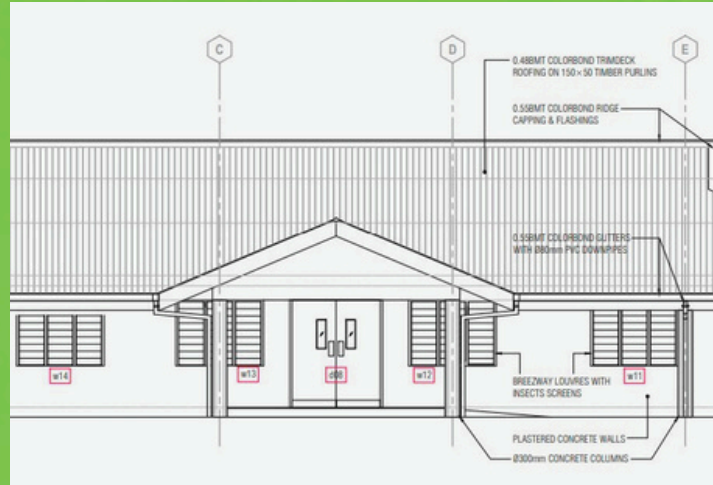 C
D
E
0.48BMT COLORBOND TRIMDECK
ROOFING ON 150×50 TIMBER PURLINS
0.55BMT COLORBOND RIDGE
CAPPING & FLASHINGS
0.55BMT COLORBOND GUTTERS
WITH Ø80mm PVC DOWNPIPES
w14
w13
d08
w12
w11
BREEZWAY LOUVRES WITH
INSECTS SCREENS
PLASTERED CONCRETE WALLS
Ø300mm CONCRETE COLUMNS